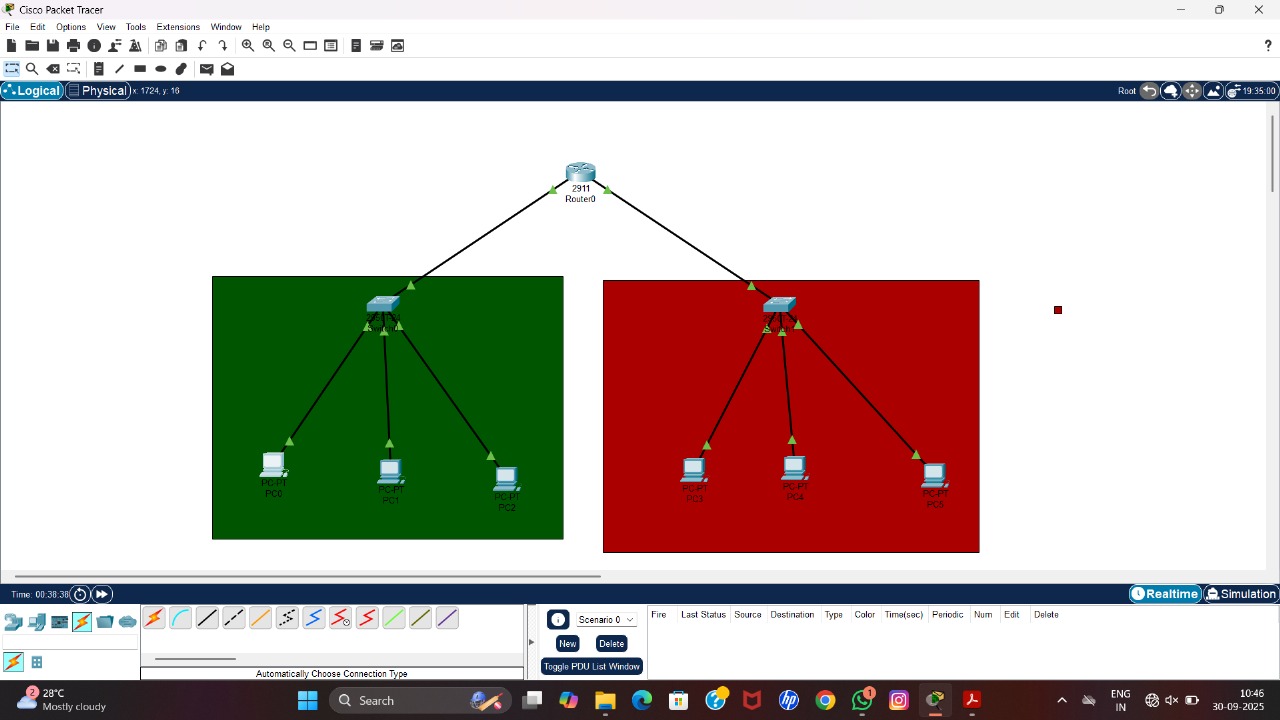 Cisco Packet Tracer
File Edit Options View Tools Extensions Window Help
Logical Physical x: 1724, y: 16
Root 19:35:00
2911
Router0
PC-PT
PC0
PC-PT
PC1
PC-PT
PC2
PC-PT
PC3
PC-PT
PC4
PC-PT
PC5
Time: 00:38:38
Realtime Simulation
Scenario 0
New Delete
Toggle PDU List Window
Fire Last Status Source Destination Type Color Time(sec) Periodic Num Edit Delete
Automatically Choose Connection Type
2
28°C
Mostly cloudy
Search
1
ENG
IN
10:46
30-09-2025